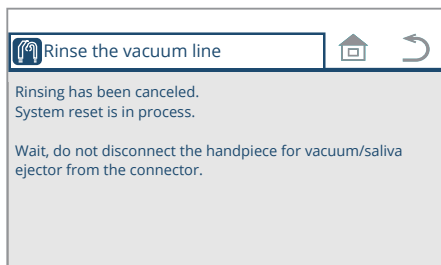 Rinse the vacuum line
Rinsing has been canceled.
System reset is in process.
Wait, do not disconnect the handpiece for vacuum/saliva
ejector from the connector.